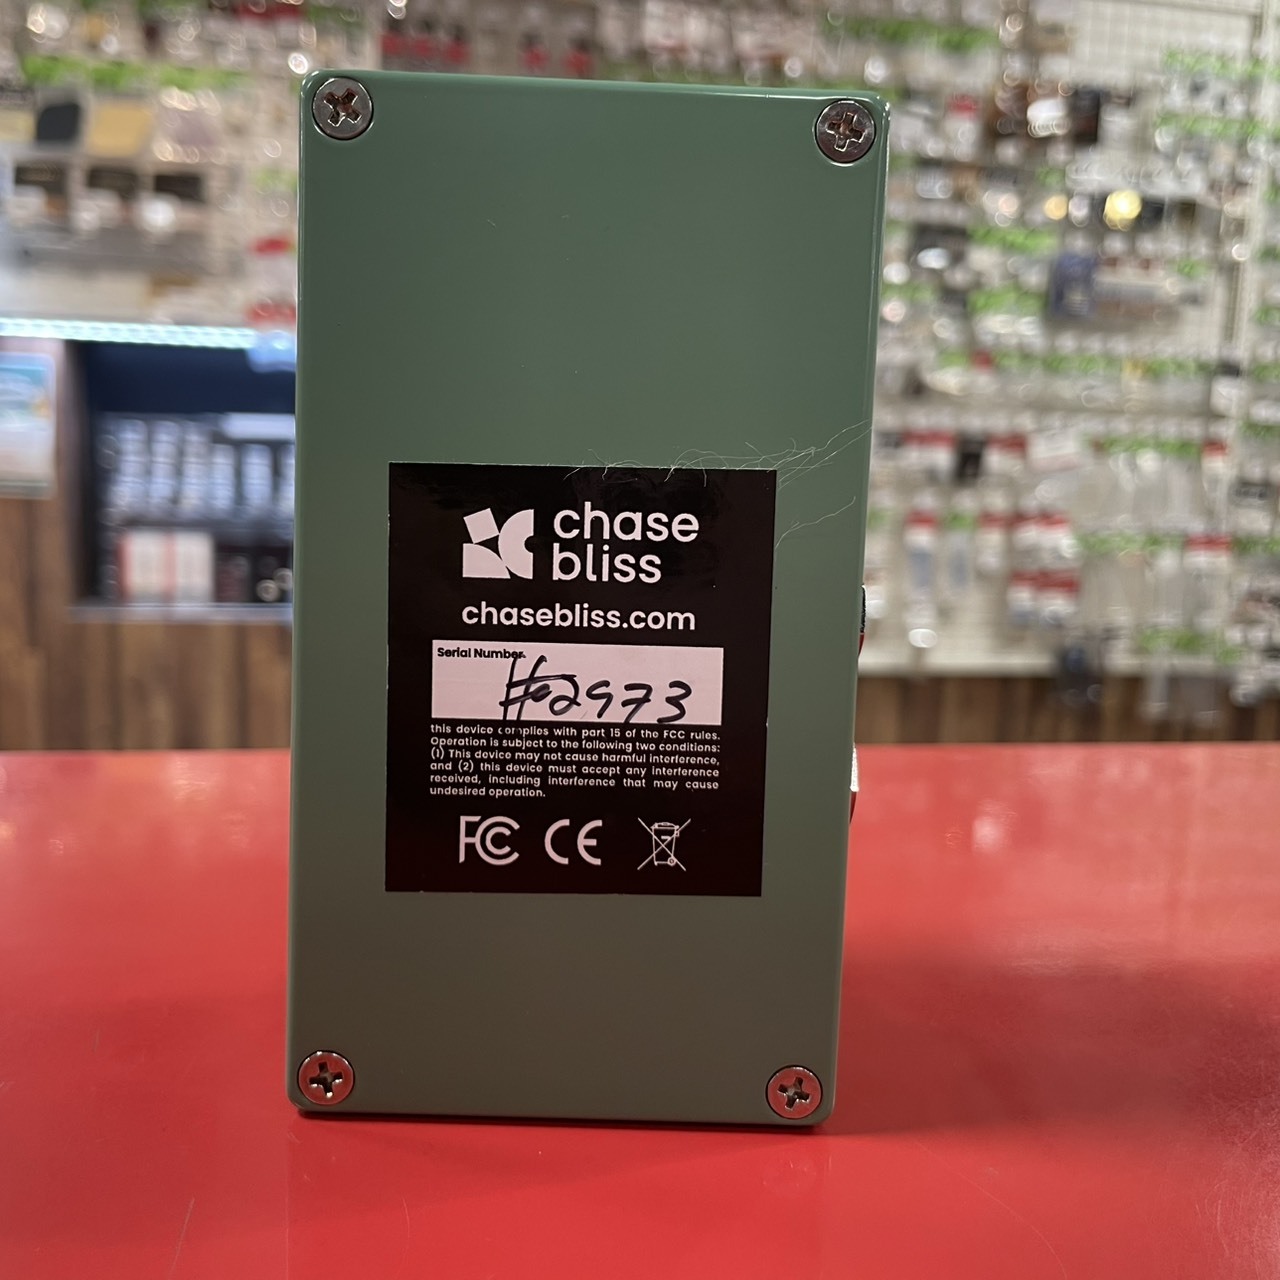 chase
bliss
chasebliss.com
Serial Number
#2973
this device complies with part 15 of the FCC rules.
Operation is subject to the following two conditions:
(1) This device may not cause harmful interference,
and (2) this device must accept any interference
received, including interference that may cause
undesired operation.
FC CE